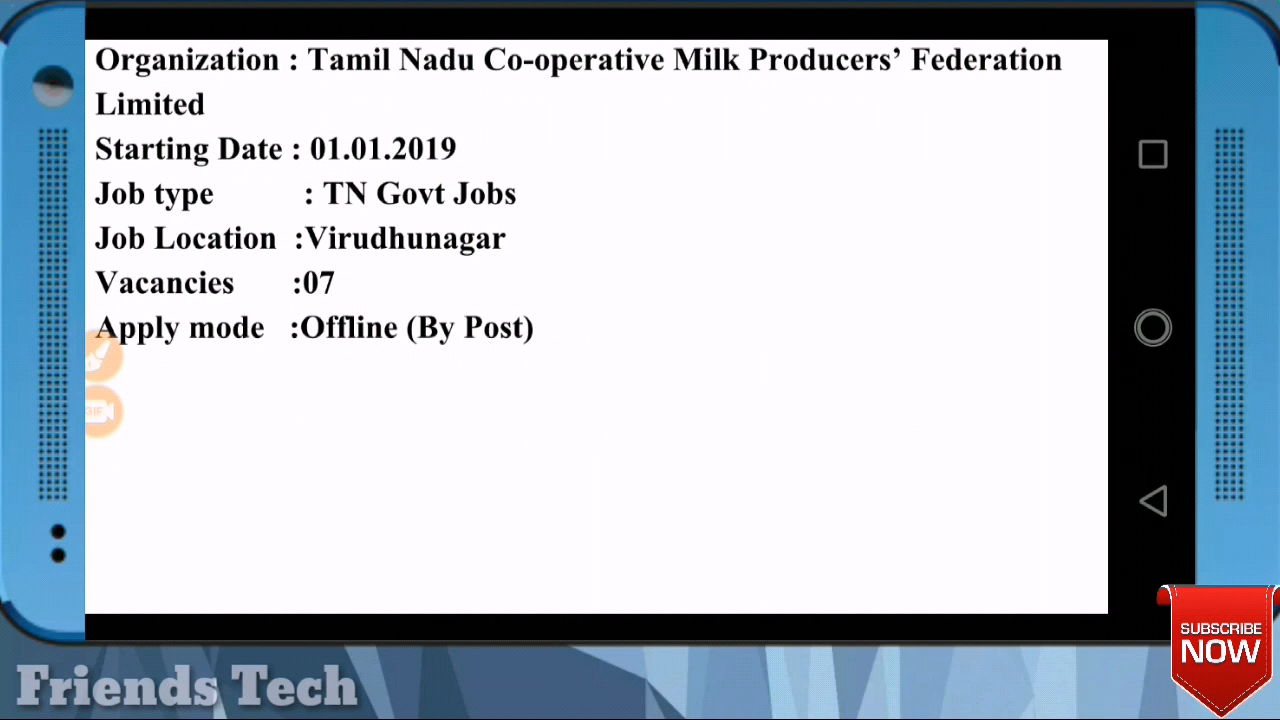 Organization : Tamil Nadu Co-operative Milk Producers’ Federation
Limited
Starting Date : 01.01.2019
Job type : TN Govt Jobs
Job Location :Virudhunagar
Vacancies :07
Apply mode :Offline (By Post)
GIF
SUBSCRIBE
NOW
Friends Tech